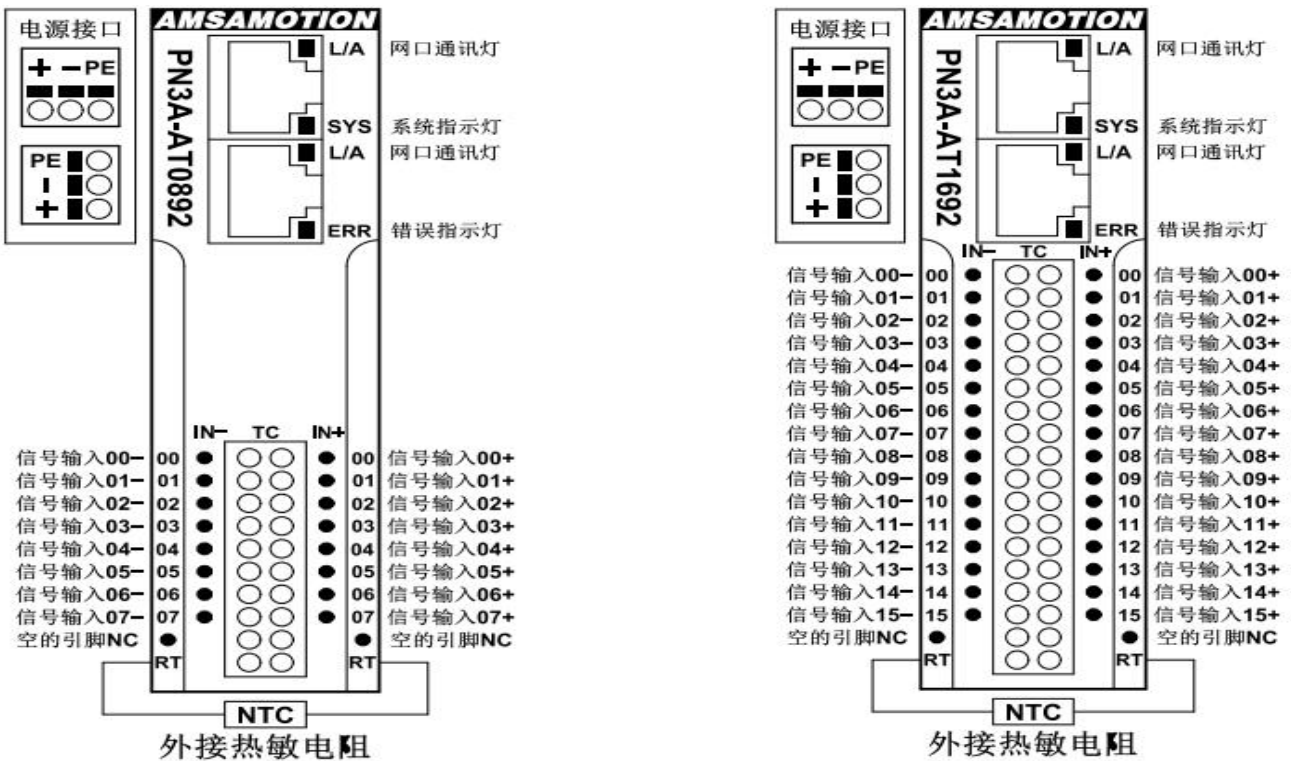 电源接口
+ - PE
PE
-
+
AMSAMOTION
PN3A-AT0892
L/A 网口通讯灯
SYS 系统指示灯
L/A 网口通讯灯
ERR 错误指示灯
IN- TC IN+
信号输入00- 00 00 信号输入00+
信号输入01- 01 01 信号输入01+
信号输入02- 02 02 信号输入02+
信号输入03- 03 03 信号输入03+
信号输入04- 04 04 信号输入04+
信号输入05- 05 05 信号输入05+
信号输入06- 06 06 信号输入06+
信号输入07- 07 07 信号输入07+
空的引脚NC 空的引脚NC
RT RT
NTC
外接热敏电阻
电源接口
+ - PE
PE
-
+
AMSAMOTION
PN3A-AT1692
L/A 网口通讯灯
SYS 系统指示灯
L/A 网口通讯灯
ERR 错误指示灯
IN- TC IN+
信号输入00- 00 00 信号输入00+
信号输入01- 01 01 信号输入01+
信号输入02- 02 02 信号输入02+
信号输入03- 03 03 信号输入03+
信号输入04- 04 04 信号输入04+
信号输入05- 05 05 信号输入05+
信号输入06- 06 06 信号输入06+
信号输入07- 07 07 信号输入07+
信号输入08- 08 08 信号输入08+
信号输入09- 09 09 信号输入09+
信号输入10- 10 10 信号输入10+
信号输入11- 11 11 信号输入11+
信号输入12- 12 12 信号输入12+
信号输入13- 13 13 信号输入13+
信号输入14- 14 14 信号输入14+
信号输入15- 15 15 信号输入15+
空的引脚NC 空的引脚NC
RT RT
NTC
外接热敏电阻